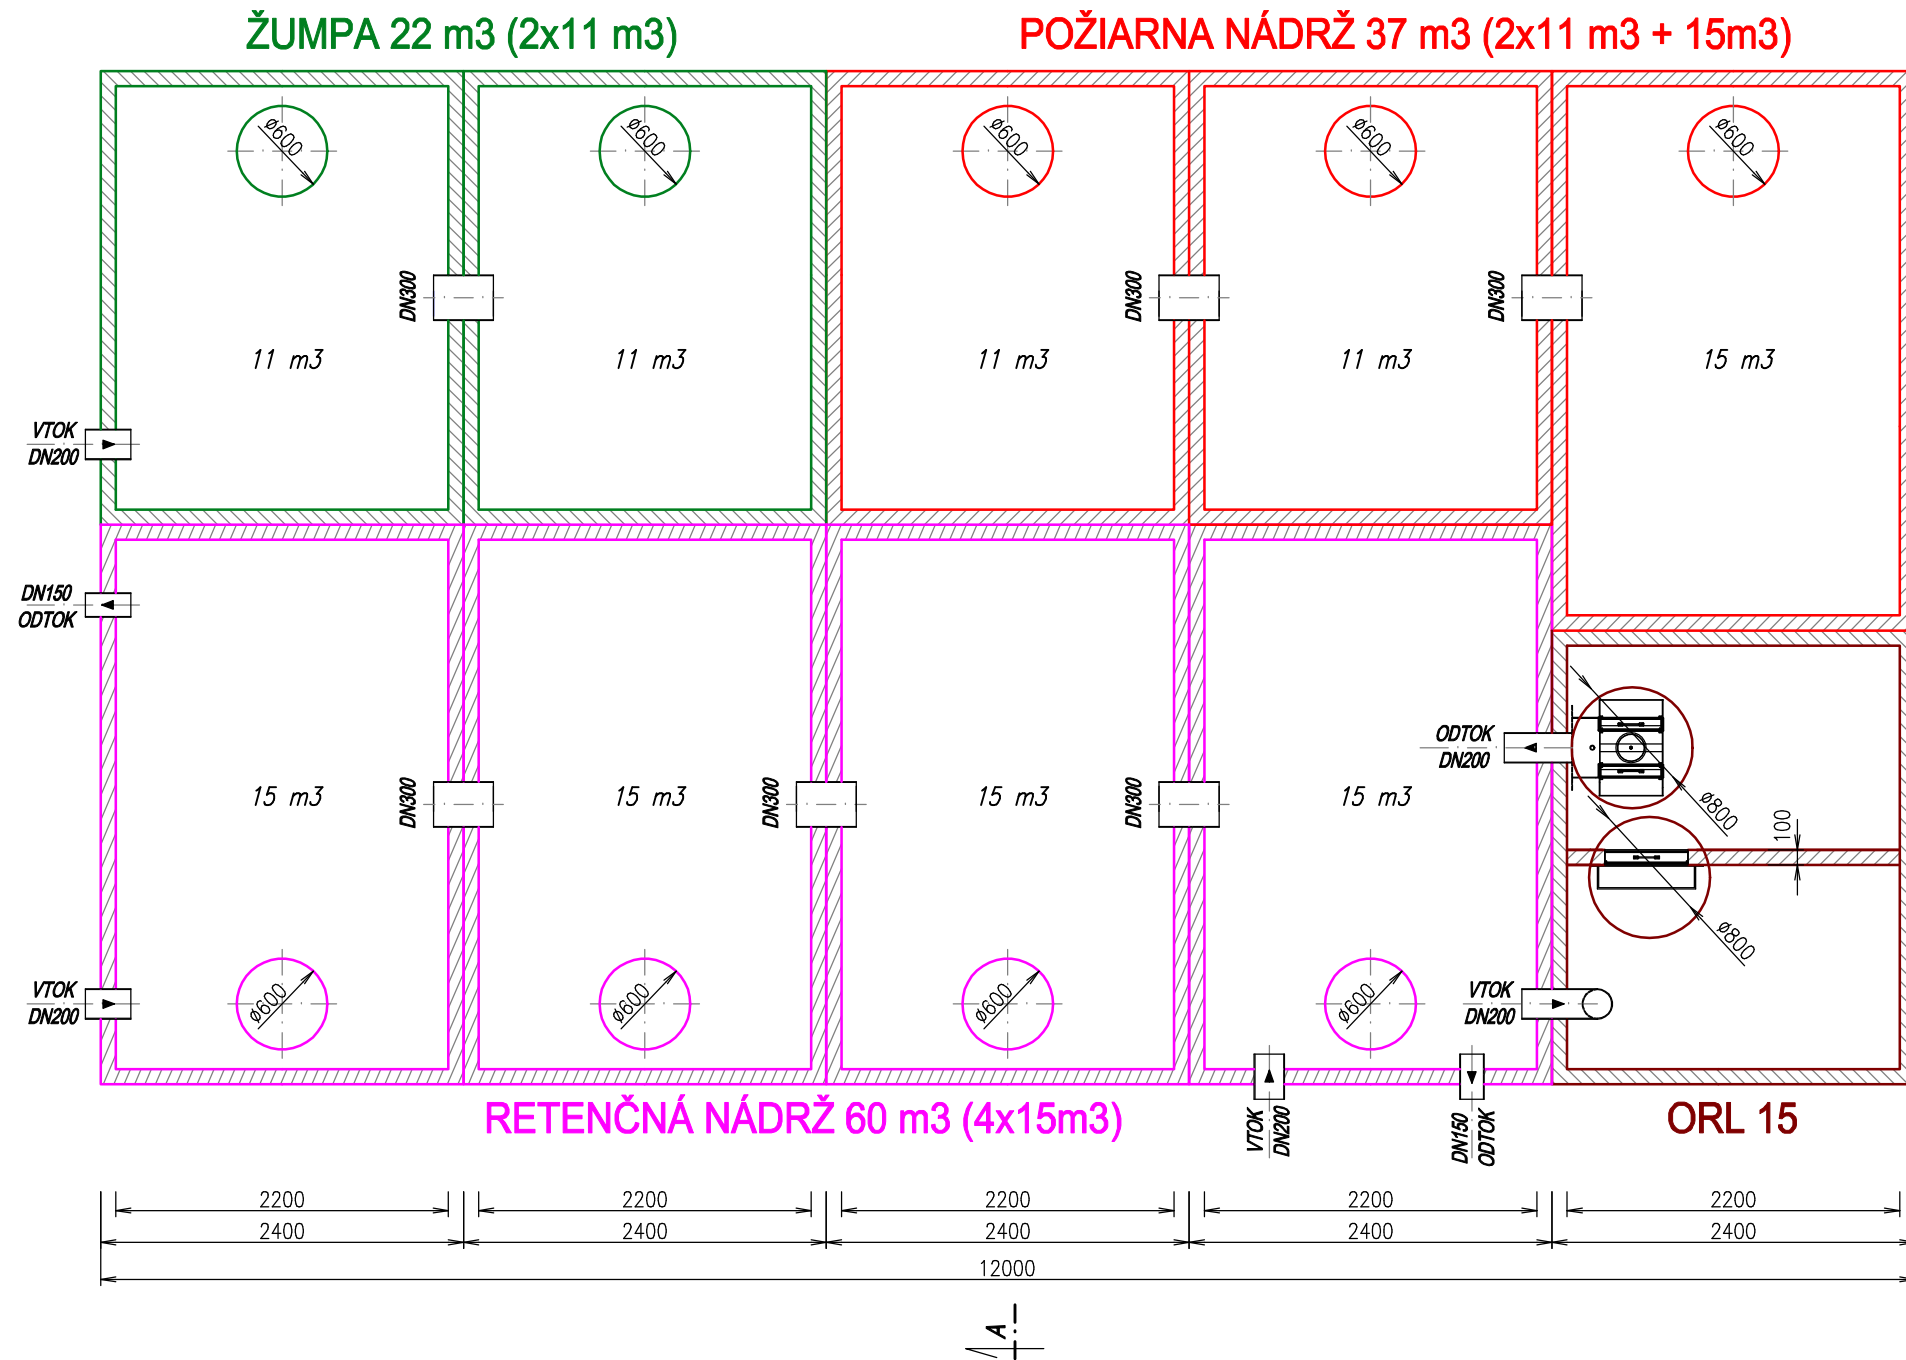 ŽUMPA 22 m3 (2x11 m3)
POŽIARNA NÁDRŽ 37 m3 (2x11 m3 + 15m3)
ø600
ø600
ø600
ø600
ø600
DN300
DN300
DN300
11 m3
11 m3
11 m3
11 m3
15 m3
VTOK
DN200
DN150
ODTOK
ODTOK
DN200
ø800
100
DN300
DN300
DN300
15 m3
15 m3
15 m3
15 m3
ø800
VTOK
DN200
ø600
ø600
ø600
ø600
VTOK
DN200
VTOK
DN200
DN150
ODTOK
RETENČNÁ NÁDRŽ 60 m3 (4x15m3)
ORL 15
2200
2200
2200
2200
2200
2400
2400
2400
2400
2400
12000
A